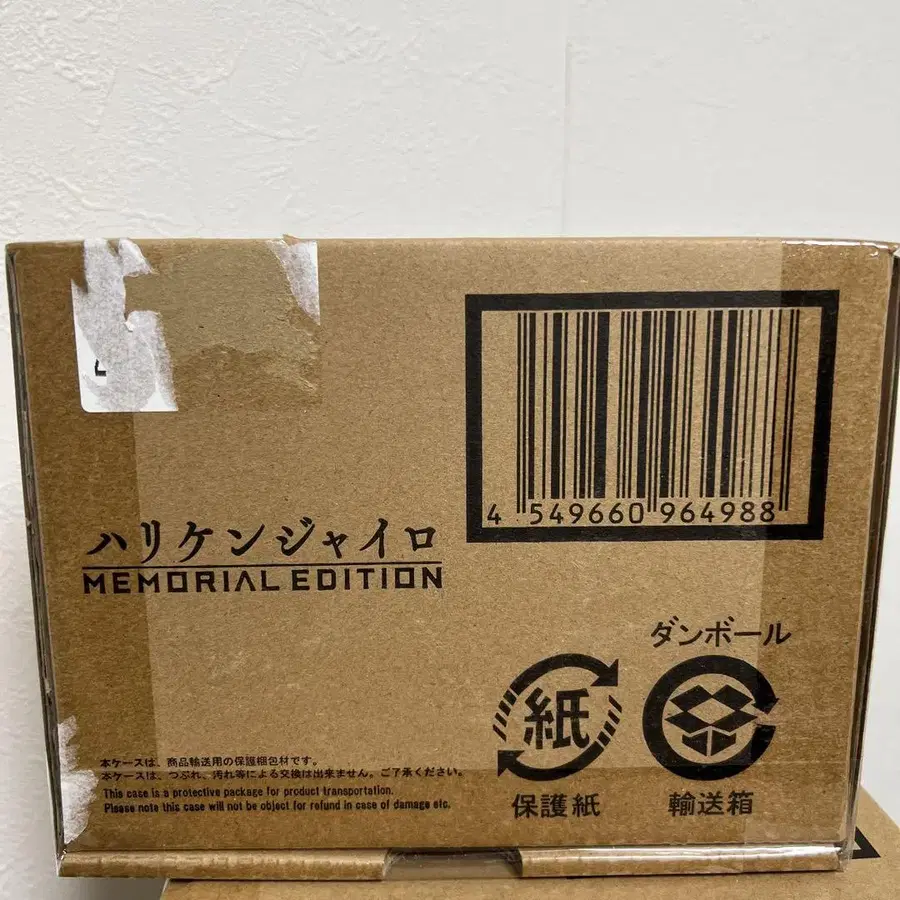 4 549660 964988
ハリケンジャイロ
MEMORIAL EDITION
ダンボール
紙
保護紙
輸送箱
本ケースは、商品輸送用の保護梱包材です。
本ケースは、つぶれ、汚れ等による交換は出来ません。ご了承ください。
This case is a protective package for product transportation.
Please note this case will not be object for refund in case of damage etc.